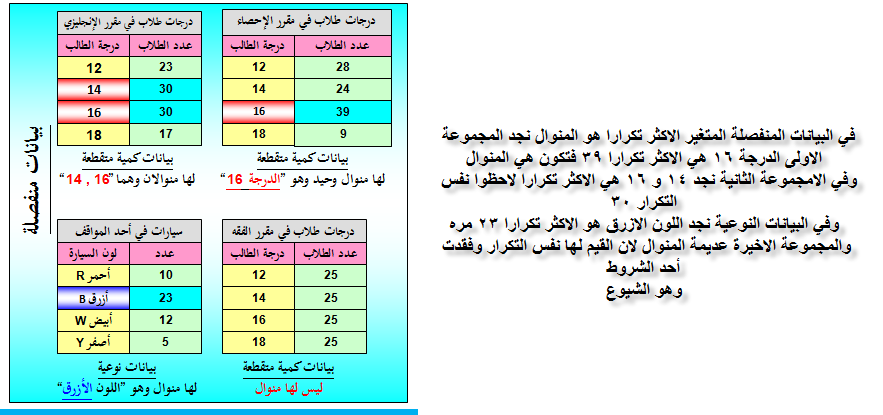 بيانات منفصلة
درجات طلاب في مقرر الإحصاء
عدد الطلاب درجة الطالب
28 12
24 14
39 16
9 18
بيانات كمية متقطعة
لها منوال وحيد وهو "الدرجة 16"
درجات طلاب في مقرر الإنجليزي
عدد الطلاب درجة الطالب
23 12
30 14
30 16
17 18
بيانات كمية متقطعة
لها منوالان وهما "16 , 14"
درجات طلاب في مقرر الفقه
عدد الطلاب درجة الطالب
25 12
25 14
25 16
25 18
بيانات كمية متقطعة
ليس لها منوال
سيارات في أحد المواقف
عدد لون السيارة
10 أحمر R
23 أزرق B
12 أبيض W
5 أصفر Y
بيانات نوعية
لها منوال وهو "اللون الأزرق"
في البيانات المنفصلة المتغير الاكثر تكرارا هو المنوال نجد المجموعة
الاولى الدرجة ١٦ هي الاكثر تكرارا ٣٩ فتكون هي المنوال
وفي الامجموعة الثانية نجد ١٤ و ١٦ هي الاكثر تكرارا لاحظوا نفس
التكرار ٣٠
وفي البيانات النوعية نجد اللون الازرق هو الاكثر تكرارا ٢٣ مره
والمجموعة الاخيرة عديمة المنوال لان القيم لها نفس التكرار وفقدت
أحد الشروط
وهو الشيوع